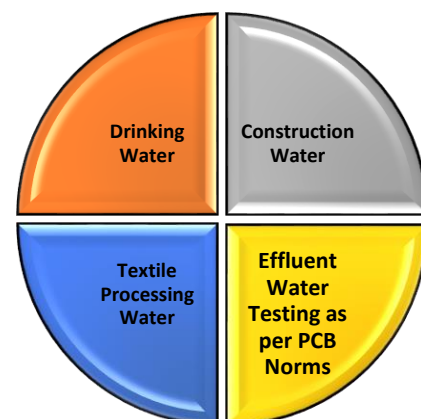 Drinking
Water
Construction
Water
Textile
Processing
Water
Effluent
Water
Testing as
per PCB
Norms